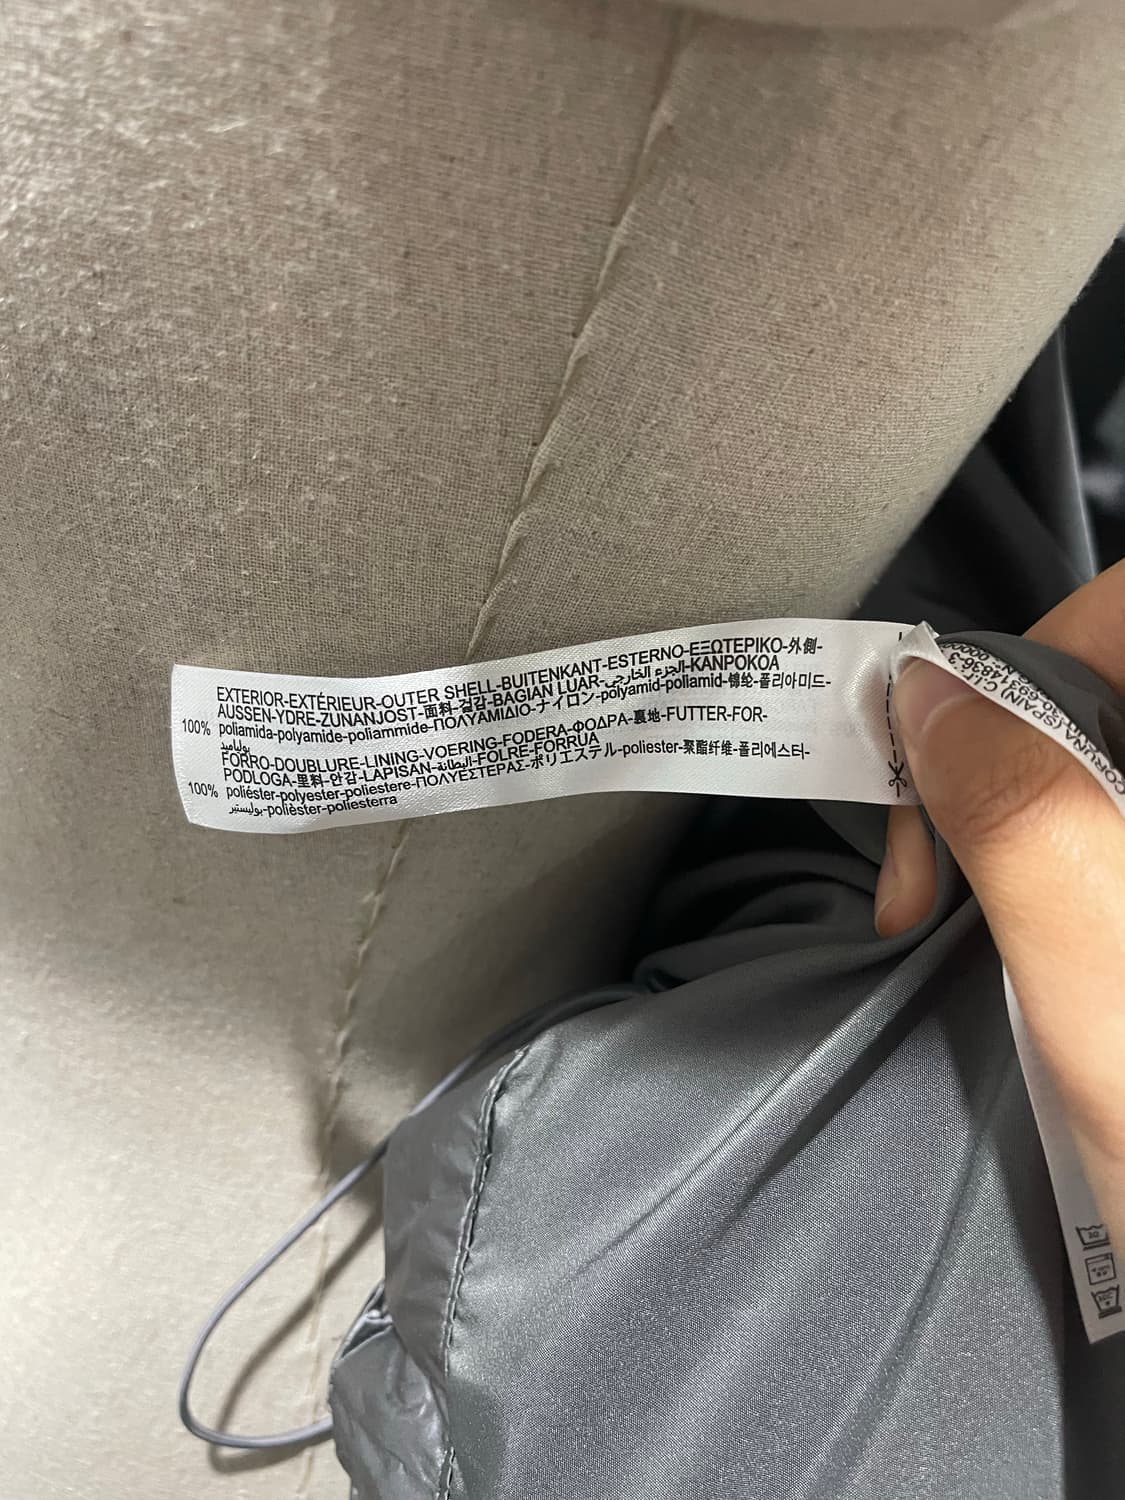 EXTERIOR-EXTÉRIEUR-OUTER SHELL-BUITENKANT-ESTERNO-ΕΞΩΤΕΡΙΚΟ-外側-
AUSSEN-YDRE-ZUNANJOST-面料-겉감-BAGIAN LUAR-الجزء الخارجي-KANPOKOA
100% poliamida-polyamide-poliammide-ΠΟΛΥΑΜΙΔΙΟ-ナイロン-polyamid-poliamid-锦纶-폴리아미드-
بولياميد
FORRO-DOUBLURE-LINING-VOERING-FODERA-ΦΟΔΡΑ-裏地-FUTTER-FOR-
PODLOGA-里料-안감-LAPISAN-البطانة-FOLRE-FORRUA
100% poliéster-polyester-poliestere-ΠΟΛΥΕΣΤΕΡΑΣ-ポリエステル-poliester-聚酯纤维-폴리에스터-
بوليستير-polièster-poliesterra
(SPAIN)
30